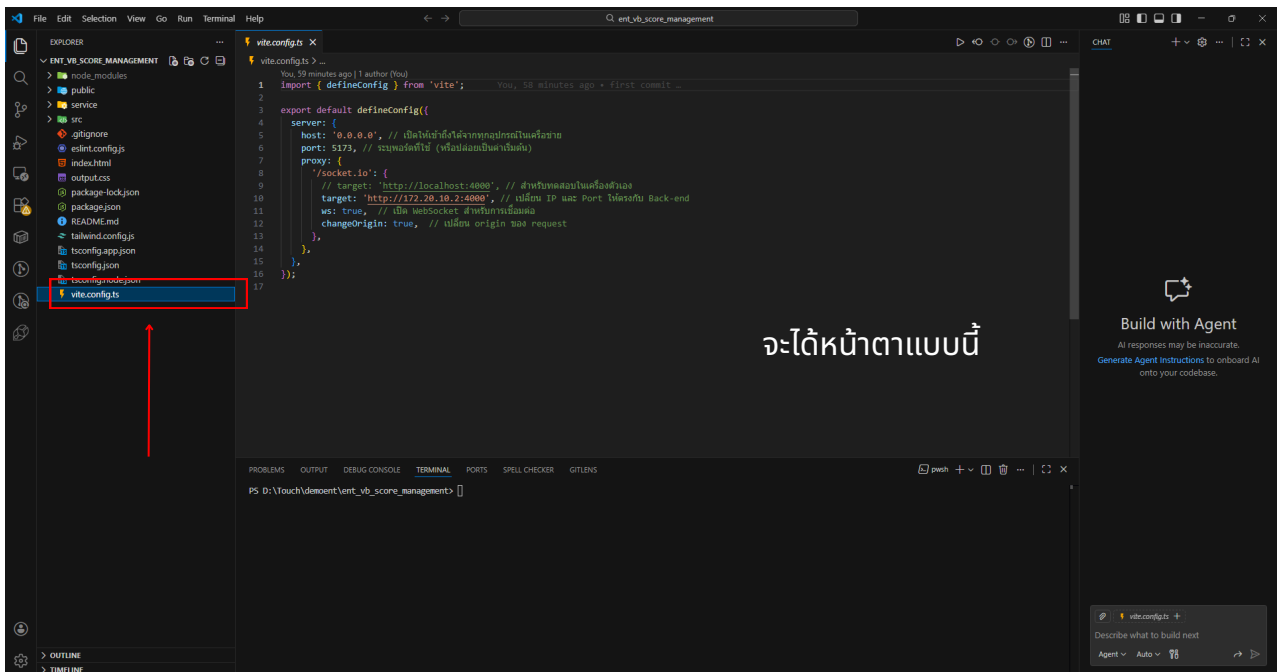 File Edit Selection View Go Run Terminal Help
ent_vb_score_management
EXPLORER
ENT_VB_SCORE_MANAGEMENT
node_modules
public
service
src
.gitignore
eslint.config.js
index.html
output.css
package-lock.json
package.json
README.md
tailwind.config.js
tsconfig.app.json
tsconfig.json
tsconfig.node.json
vite.config.ts
OUTLINE
TIMELINE
vite.config.ts
vite.config.ts > ...
You, 59 minutes ago | 1 author (You)
1 import { defineConfig } from 'vite'; You, 58 minutes ago • first commit …
2
3 export default defineConfig({
4 server: {
5 host: '0.0.0.0', // เปิดให้เข้าถึงได้จากทุกอุปกรณ์ในเครือข่าย
6 port: 5173, // ระบุพอร์ตที่ใช้ (หรือปล่อยเป็นค่าเริ่มต้น)
7 proxy: {
8 '/socket.io': {
9 // target: 'http://localhost:4000', // สำหรับทดสอบในเครื่องตัวเอง
10 target: 'http://172.20.10.2:4000', // เปลี่ยน IP และ Port ให้ตรงกับ Back-end
11 ws: true, // เปิด WebSocket สำหรับการเชื่อมต่อ
12 changeOrigin: true, // เปลี่ยน origin ของ request
13 },
14 },
15 },
16 });
17
จะได้หน้าตาแบบนี้
PROBLEMS OUTPUT DEBUG CONSOLE TERMINAL PORTS SPELL CHECKER GITLENS
pwsh
PS D:\Touch\demoent\ent_vb_score_management>
CHAT
Build with Agent
AI responses may be inaccurate.
Generate Agent Instructions to onboard AI
onto your codebase.
vite.config.ts +
Describe what to build next
Agent Auto